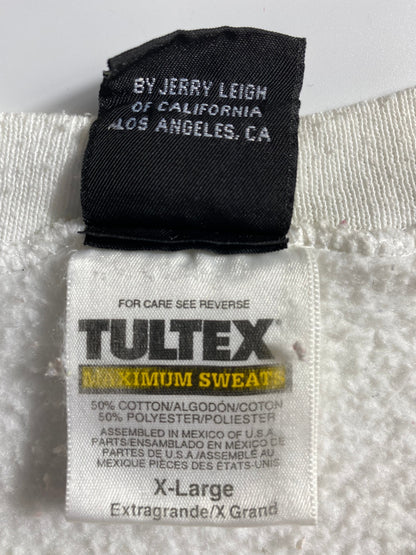 BY JERRY LEIGH
OF CALIFORNIA
LOS ANGELES, CA
FOR CARE SEE REVERSE
TULTEX
MAXIMUM SWEATS
50% COTTON/ALGODÓN/COTON
50% POLYESTER/POLIESTER
ASSEMBLED IN MEXICO OF U.S.A.
PARTS/ENSAMBLADO EN MEXICO DE
PARTES DE U.S.A./ASSEMBLE AU
MEXIQUE PIÈCES DES ÉTATS-UNIS
X-Large
Extragrande/X Grand